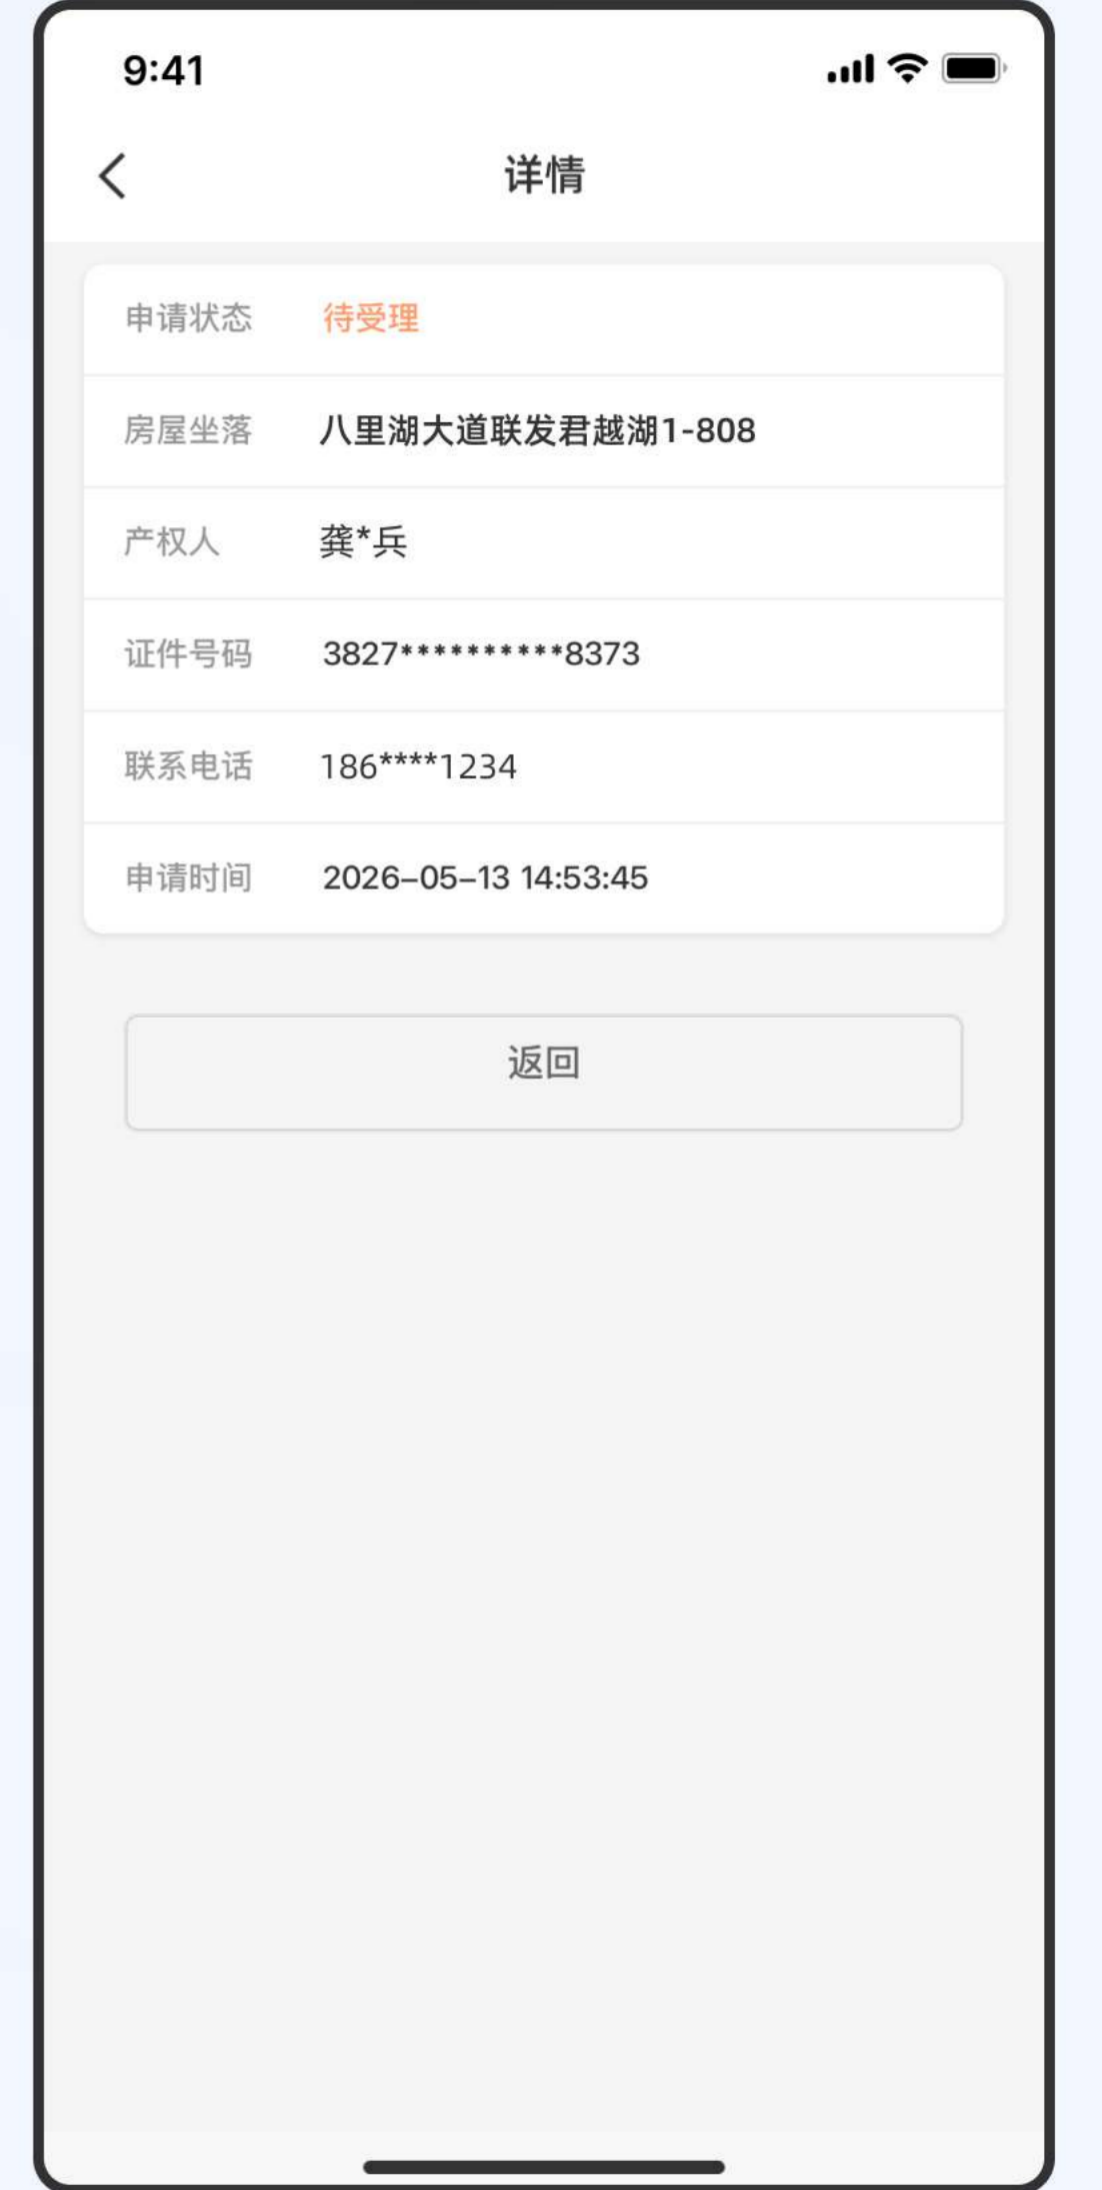 9:41
详情
申请状态 待受理
房屋坐落 八里湖大道联发君越湖1-808
产权人 龚*兵
证件号码 3827**********8373
联系电话 186****1234
申请时间 2026-05-13 14:53:45
返回